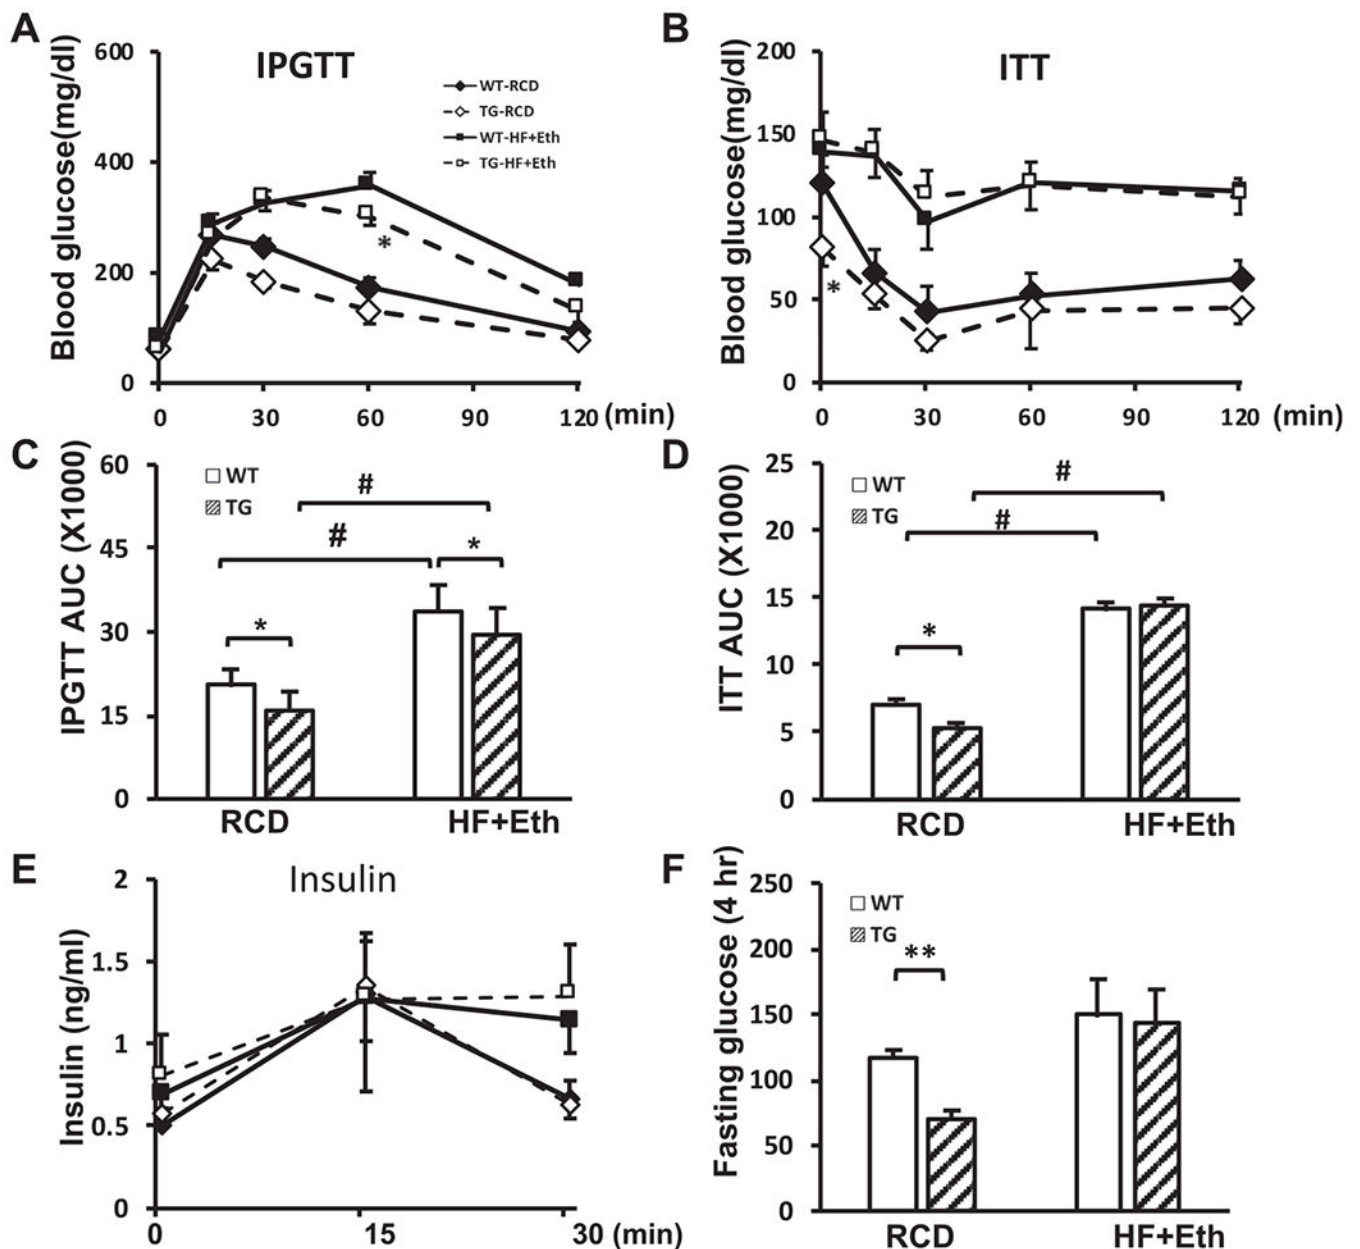 A
Blood glucose(mg/dl)
600
400
200
0
IPGTT
WT-RCD
TG-RCD
WT-HF+Eth
TG-HF+Eth
*
0 30 60 90 120 (min)
B
Blood glucose(mg/dl)
200
150
100
50
0
ITT
*
0 30 60 90 120 (min)
C
IPGTT AUC (X1000)
60
45
30
15
0
WT
TG
#
#
*
*
RCD HF+Eth
D
ITT AUC (X1000)
25
20
15
10
5
0
WT
TG
#
#
*
RCD HF+Eth
E
Insulin (ng/ml)
2
1.5
1
0.5
0
Insulin
0 15 30 (min)
F
Fasting glucose (4 hr)
250
200
150
100
50
0
WT
TG
**
RCD HF+Eth